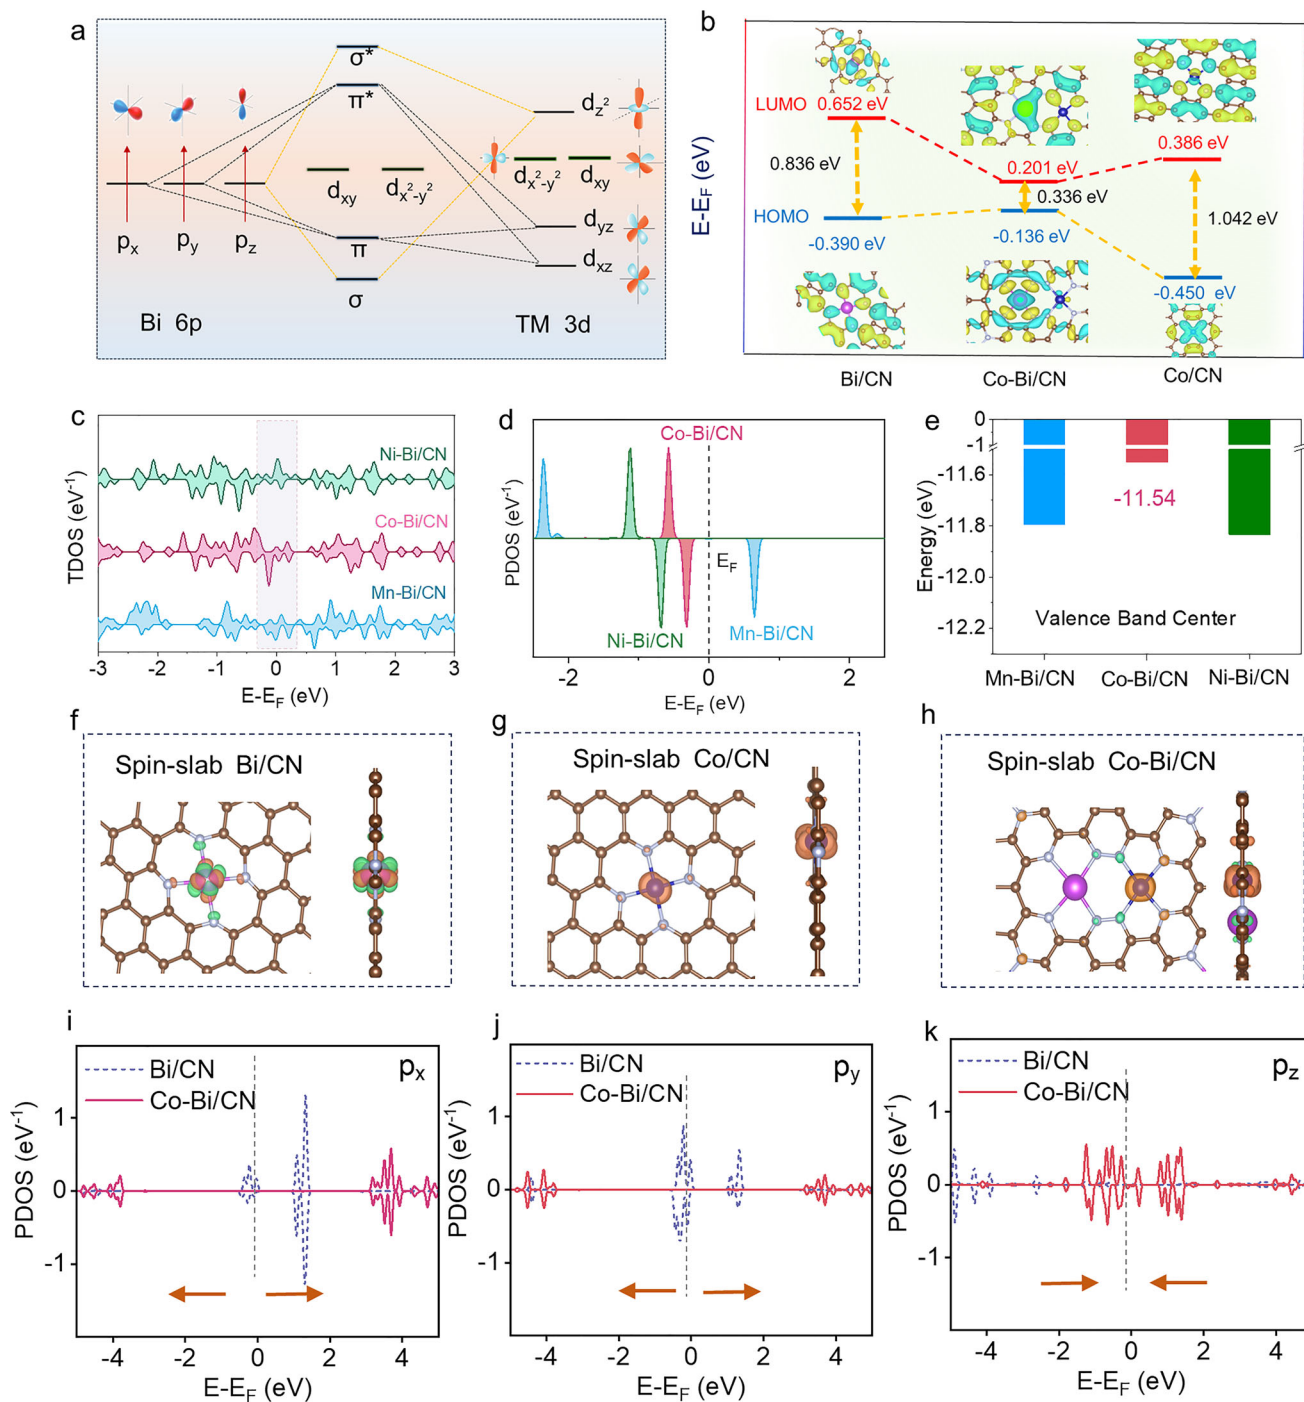 a
σ*
π*
d_z²
d_xy
d_x²-y²
d_x²-y²
d_xy
p_x
p_y
p_z
π
d_yz
d_xz
σ
Bi 6p
TM 3d
b
E-E_F (eV)
LUMO
0.652 eV
0.836 eV
HOMO
-0.390 eV
0.201 eV
0.336 eV
-0.136 eV
0.386 eV
1.042 eV
-0.450 eV
Bi/CN
Co-Bi/CN
Co/CN
c
TDOS (eV⁻¹)
Ni-Bi/CN
Co-Bi/CN
Mn-Bi/CN
-3 -2 -1 0 1 2 3
E-E_F (eV)
d
PDOS (eV⁻¹)
Co-Bi/CN
E_F
Ni-Bi/CN
Mn-Bi/CN
-2 0 2
E-E_F (eV)
e
Energy (eV)
0
-1
-11.6
-11.8
-12.0
-12.2
-11.54
Valence Band Center
Mn-Bi/CN Co-Bi/CN Ni-Bi/CN
f
Spin-slab Bi/CN
g
Spin-slab Co/CN
h
Spin-slab Co-Bi/CN
i
Bi/CN
Co-Bi/CN
p_x
PDOS (eV⁻¹)
1
0
-1
-4 -2 0 2 4
E-E_F (eV)
j
Bi/CN
Co-Bi/CN
p_y
PDOS (eV⁻¹)
1
0
-1
-4 -2 0 2 4
E-E_F (eV)
k
Bi/CN
Co-Bi/CN
p_z
PDOS (eV⁻¹)
1
0
-1
-4 -2 0 2 4
E-E_F (eV)